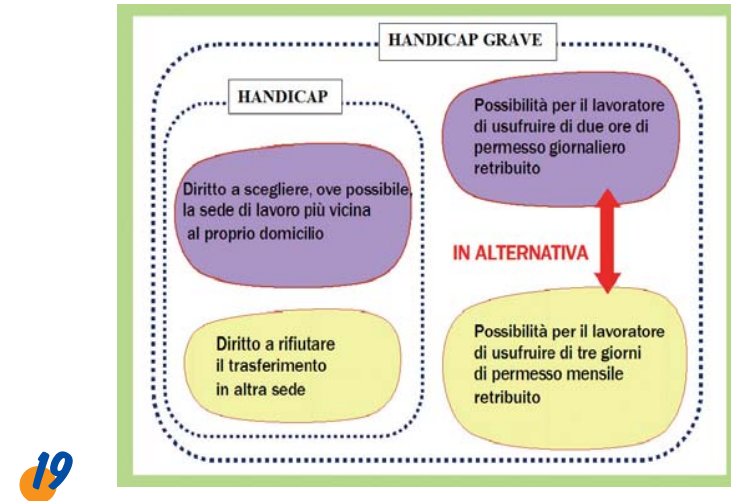 HANDICAP GRAVE
HANDICAP
Diritto a scegliere, ove possibile,
la sede di lavoro più vicina
al proprio domicilio
Diritto a rifiutare
il trasferimento
in altra sede
Possibilità per il lavoratore
di usufruire di due ore di
permesso giornaliero
retribuito
IN ALTERNATIVA
Possibilità per il lavoratore
di usufruire di tre giorni
di permesso mensile
retribuito
19